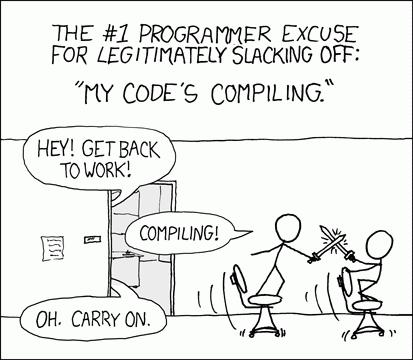 THE #1 PROGRAMMER EXCUSE
FOR LEGITIMATELY SLACKING OFF:
"MY CODE'S COMPILING."
HEY! GET BACK
TO WORK!
COMPILING!
OH. CARRY ON.